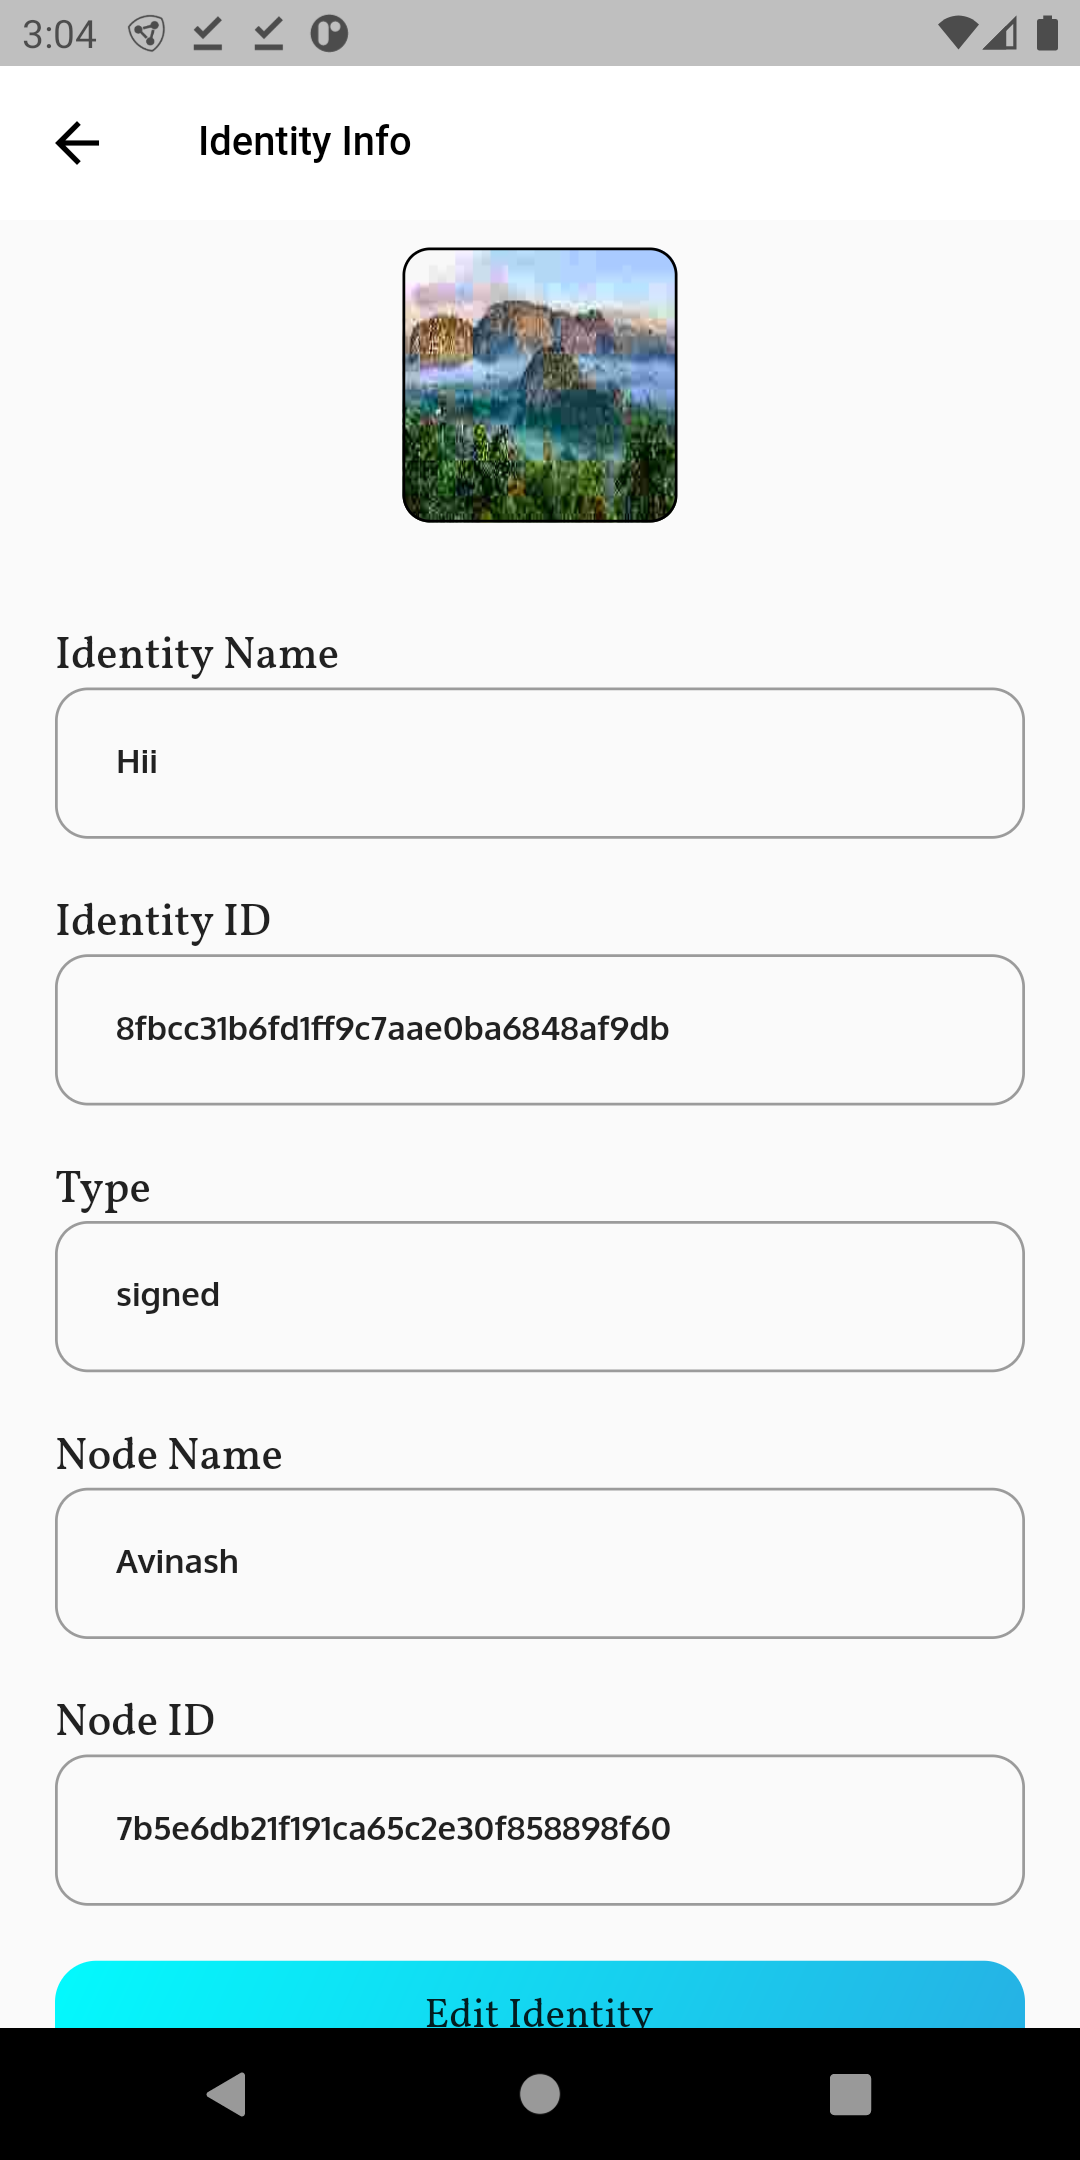 3:04
Identity Info
Identity Name
Hii
Identity ID
8fbcc31b6fd1ff9c7aae0ba6848af9db
Type
signed
Node Name
Avinash
Node ID
7b5e6db21f191ca65c2e30f858898f60
Edit Identity